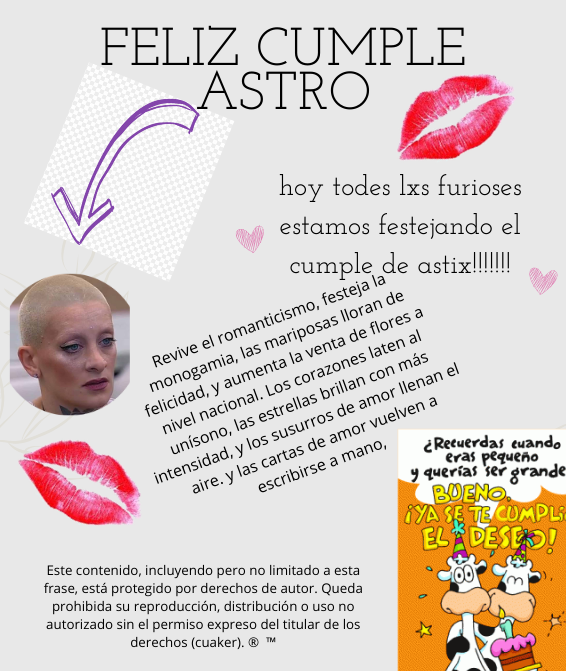 FELIZ CUMPLE
ASTRO
hoy todes lxs furioses
estamos festejando el
cumple de astix!!!!!!!
Revive el romanticismo, festeja la
monogamia, las mariposas lloran de
felicidad, y aumenta la venta de flores a
nivel nacional. Los corazones laten al
unísono, las estrellas brillan con más
intensidad, y los susurros de amor llenan el
aire. y las cartas de amor vuelven a
escribirse a mano,
¿Recuerdas cuando
eras pequeño
y querías ser grande
BUENO,
¡YA SE TE CUMPLI
EL DESEO!
Este contenido, incluyendo pero no limitado a esta
frase, está protegido por derechos de autor. Queda
prohibida su reproducción, distribución o uso no
autorizado sin el permiso expreso del titular de los
derechos (cuaker). ® ™